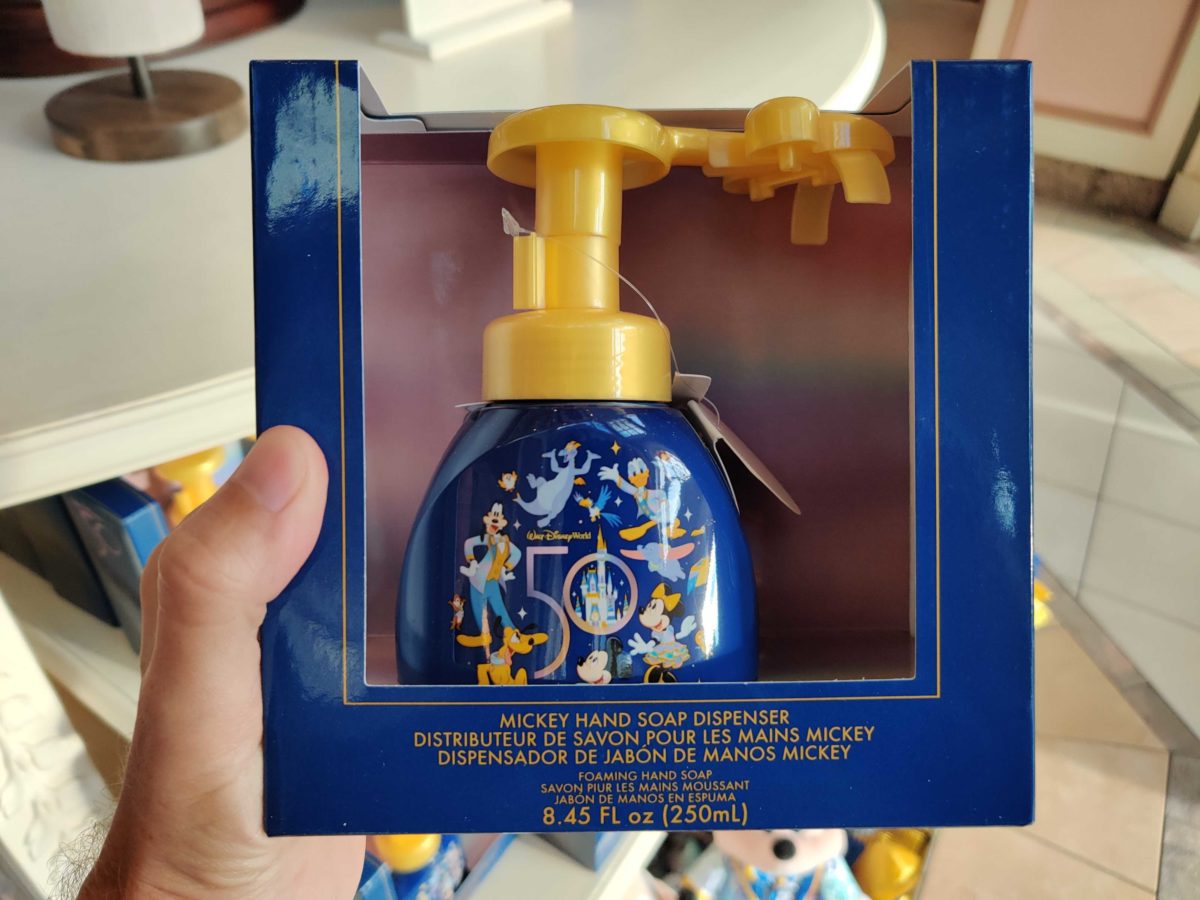 Walt Disney World
50
MICKEY HAND SOAP DISPENSER
DISTRIBUTEUR DE SAVON POUR LES MAINS MICKEY
DISPENSADOR DE JABÓN DE MANOS MICKEY
FOAMING HAND SOAP
SAVON PIUR LES MAINS MOUSSANT
JABÓN DE MANOS EN ESPUMA
8.45 FL oz (250mL)